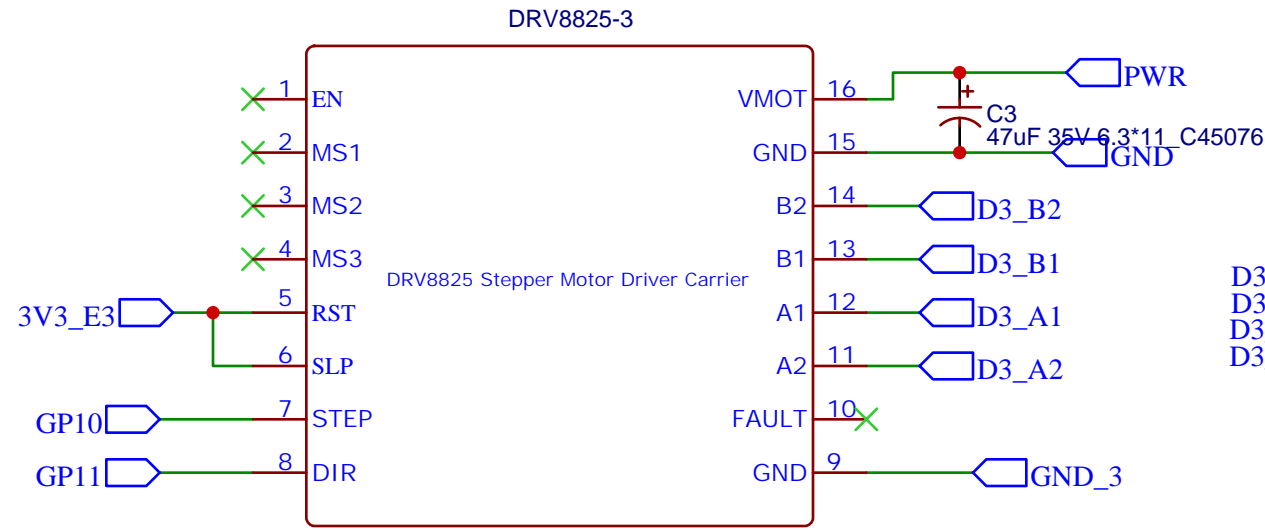 DRV8825-3
1 EN
2 MS1
3 MS2
4 MS3
5 RST
6 SLP
7 STEP
8 DIR
3V3_E3
GP10
GP11
DRV8825 Stepper Motor Driver Carrier
VMOT 16
GND 15
B2 14
B1 13
A1 12
A2 11
FAULT 10
GND 9
PWR
+
C3
47uF 35V 6.3*11_C45076
GND
D3_B2
D3_B1
D3_A1
D3_A2
GND_3
D3
D3
D3
D3